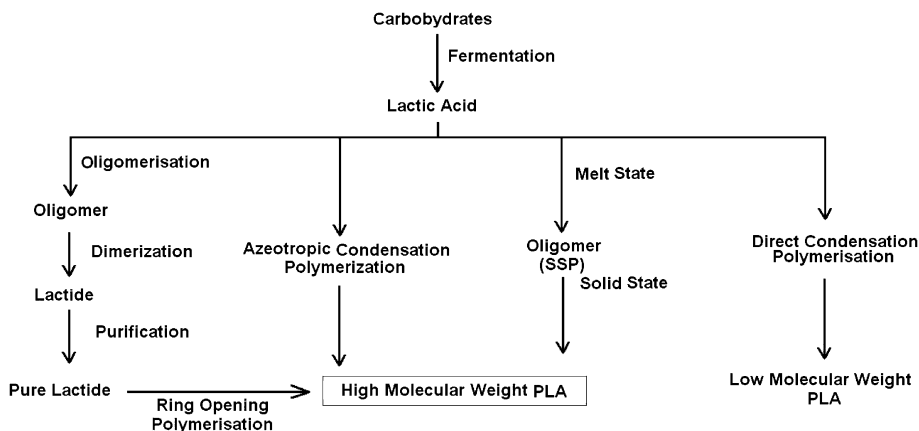 Carbobydrates
Fermentation
Lactic Acid
Oligomerisation
Melt State
Oligomer
Azeotropic Condensation
Polymerization
Oligomer
(SSP)
Direct Condensation
Polymerisation
Dimerization
Solid State
Lactide
Purification
Pure Lactide
Ring Opening
Polymerisation
High Molecular Weight PLA
Low Molecular Weight
PLA